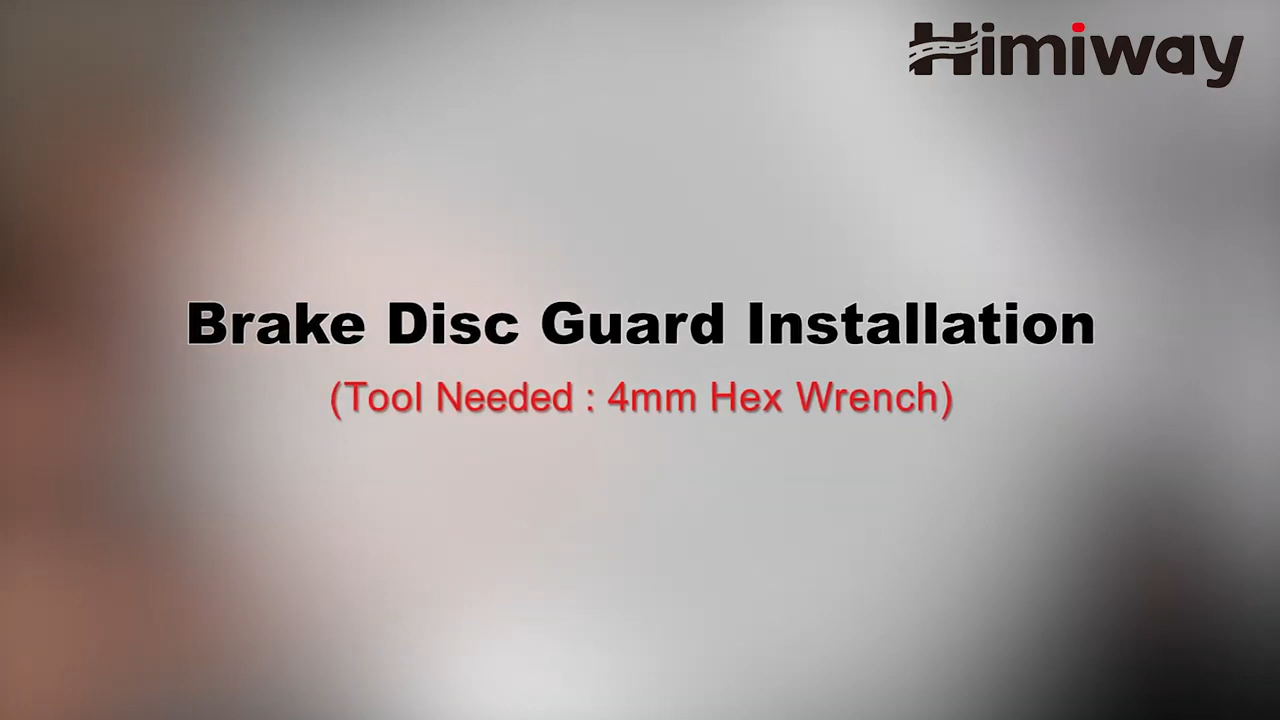 Himiway
Brake Disc Guard Installation
(Tool Needed : 4mm Hex Wrench)